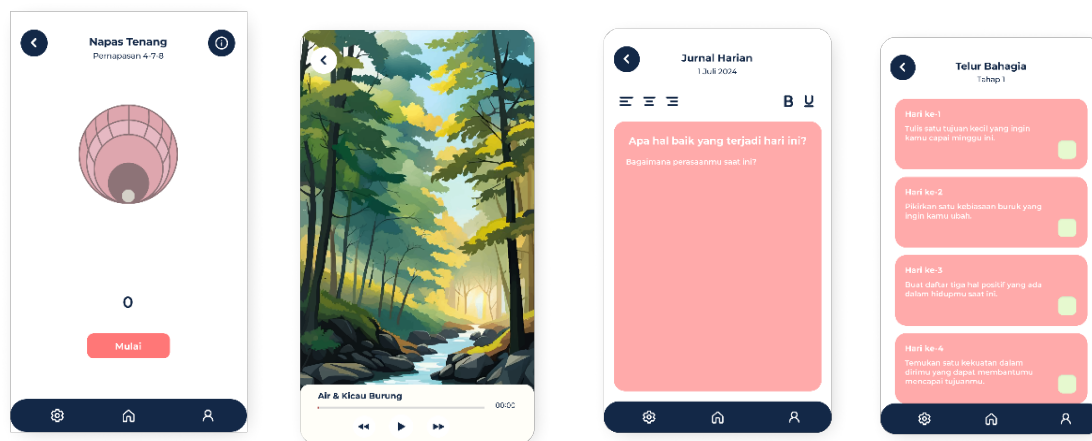 Napas Tenang
Pernapasan 4-7-8
0
Mulai
Air & Kicau Burung
00:00
Jurnal Harian
1 Juli 2024
B U
Apa hal baik yang terjadi hari ini?
Bagaimana perasaanmu saat ini?
Telur Bahagia
Tahap 1
Hari ke-1
Tulis satu tujuan kecil yang ingin
kamu capai minggu ini.
Hari ke-2
Pikirkan satu kebiasaan buruk yang
ingin kamu ubah.
Hari ke-3
Buat daftar tiga hal positif yang ada
dalam hidupmu saat ini.
Hari ke-4
Temukan satu kekuatan dalam
dirimu yang dapat membantumu
mencapai tujuanmu.